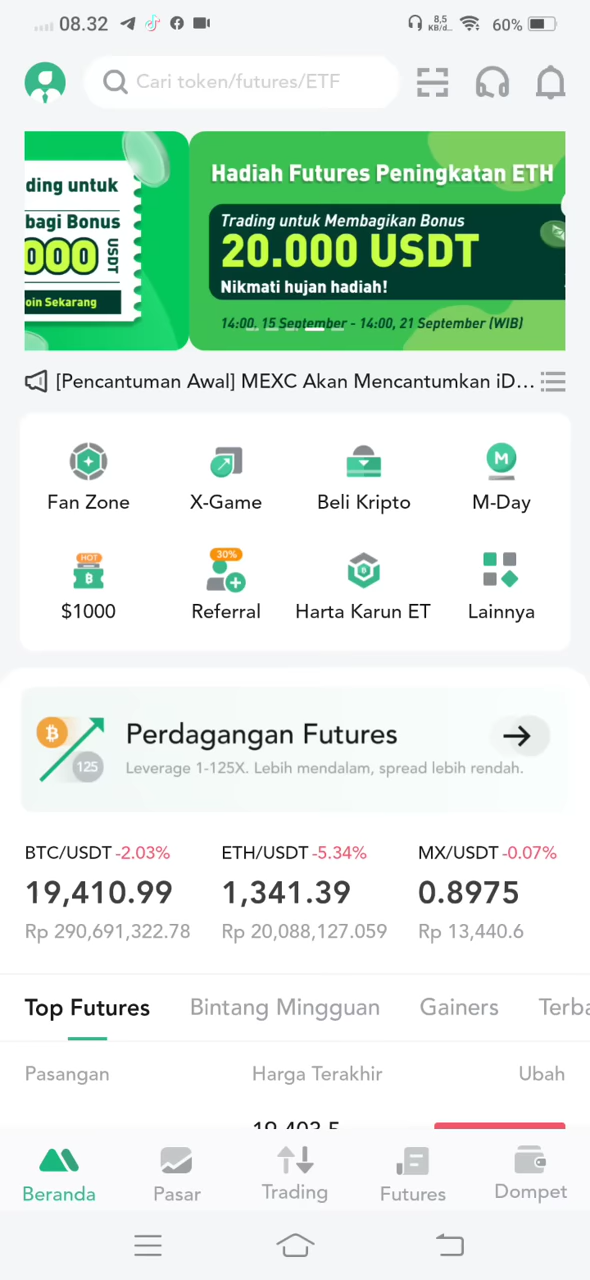 08.32
8,5
KB/d...
60%
Cari token/futures/ETF
ding untuk
bagi Bonus
000 USDT
oin Sekarang
Hadiah Futures Peningkatan ETH
Trading untuk Membagikan Bonus
20.000 USDT
Nikmati hujan hadiah!
14:00, 15 September - 14:00, 21 September (WIB)
[Pencantuman Awal] MEXC Akan Mencantumkan iD...
M
Fan Zone
X-Game
Beli Kripto
M-Day
HOT
30%
$1000
Referral
Harta Karun ET
Lainnya
Perdagangan Futures
125
Leverage 1-125X. Lebih mendalam, spread lebih rendah.
BTC/USDT -2.03%
ETH/USDT -5.34%
MX/USDT -0.07%
19,410.99
1,341.39
0.8975
Rp 290,691,322.78
Rp 20,088,127.059
Rp 13,440.6
Top Futures
Bintang Mingguan
Gainers
Terba
Pasangan
Harga Terakhir
Ubah
Beranda
Pasar
Trading
Futures
Dompet